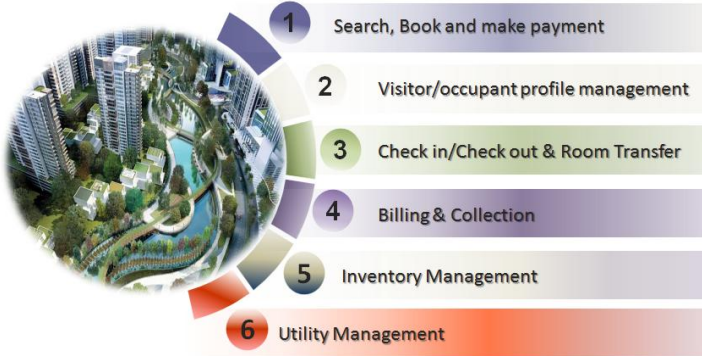 1 Search, Book and make payment
2 Visitor/occupant profile management
3 Check in/Check out & Room Transfer
4 Billing & Collection
5 Inventory Management
6 Utility Management